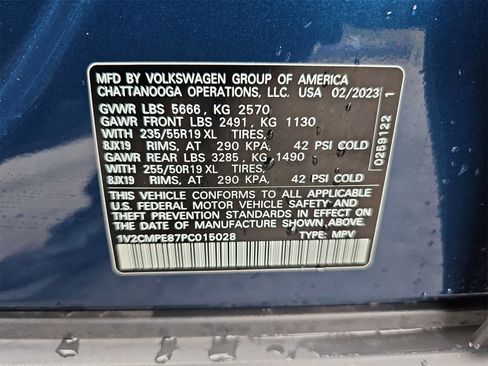 MFD BY VOLKSWAGEN GROUP OF AMERICA
CHATTANOOGA OPERATIONS, LLC. USA 02/2023
GVWR LBS 5666 , KG 2570
GAWR FRONT LBS 2491 , KG 1130
WITH 235/55R19 XL TIRES,
8JX19 RIMS, AT 290 KPA, 42 PSI COLD
GAWR REAR LBS 3285 , KG 1490
WITH 255/50R19 XL TIRES,
8JX19 RIMS, AT 290 KPA, 42 PSI COLD
THIS VEHICLE CONFORMS TO ALL APPLICABLE
U.S. FEDERAL MOTOR VEHICLE SAFETY AND
THEFT PREVENTION STANDARDS IN EFFECT ON
THE DATE OF MANUFACTURE SHOWN ABOVE.
1V2CMPE87PC015028 TYPE: MPV
1
0269122